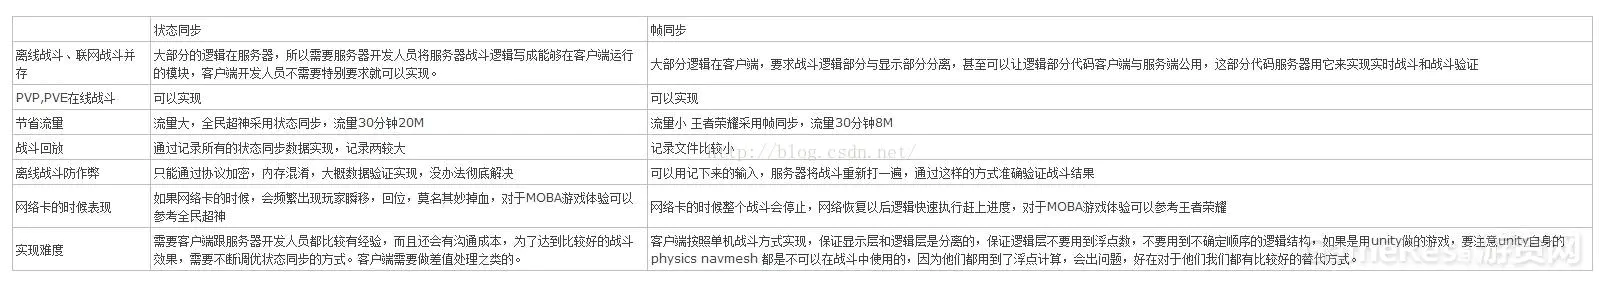 状态同步
帧同步
离线战斗、联网战斗并
存
大部分的逻辑在服务器，所以需要服务器开发人员将服务器战斗逻辑写成能够在客户端运行
的模块，客户端开发人员不需要特别要求就可以实现。
大部分逻辑在客户端，要求战斗逻辑部分与显示部分分离，甚至可以让逻辑部分代码客户端与服务端公用，这部分代码服务器用它来实现实时战斗和战斗验证
PVP,PVE在线战斗
可以实现
可以实现
节省流量
流量大，全民超神采用状态同步，流量30分钟20M
流量小 王者荣耀采用帧同步，流量30分钟8M
战斗回放
通过记录所有的状态同步数据实现，记录两较大
记录文件比较小
http://blog.csdn.net/
离线战斗防作弊
只能通过协议加密，内存混淆，大概数据验证实现，没办法彻底解决
可以用记下来的输入，服务器将战斗重新打一遍，通过这样的方式准确验证战斗结果
网络卡的时候表现
如果网络卡的时候，会频繁出现玩家瞬移，回位，莫名其妙掉血，对于MOBA游戏体验可以
参考全民超神
网络卡的时候整个战斗会停止，网络恢复以后逻辑快速执行赶上进度，对于MOBA游戏体验可以参考王者荣耀
实现难度
需要客户端跟服务器开发人员都比较有经验，而且还会有沟通成本，为了达到比较好的战斗
效果，需要不断调优状态同步的方式。客户端需要做差值处理之类的。
客户端按照单机战斗方式实现，保证显示层和逻辑层是分离的，保证逻辑层不要用到浮点数，不要用到不确定顺序的逻辑结构，如果是用unity做的游戏，要注意unity自身的
physics navmesh 都是不可以在战斗中使用的，因为他们都用到了浮点计算，会出问题，好在对于他们我们都有比较好的替代方式。
GameRes游资网